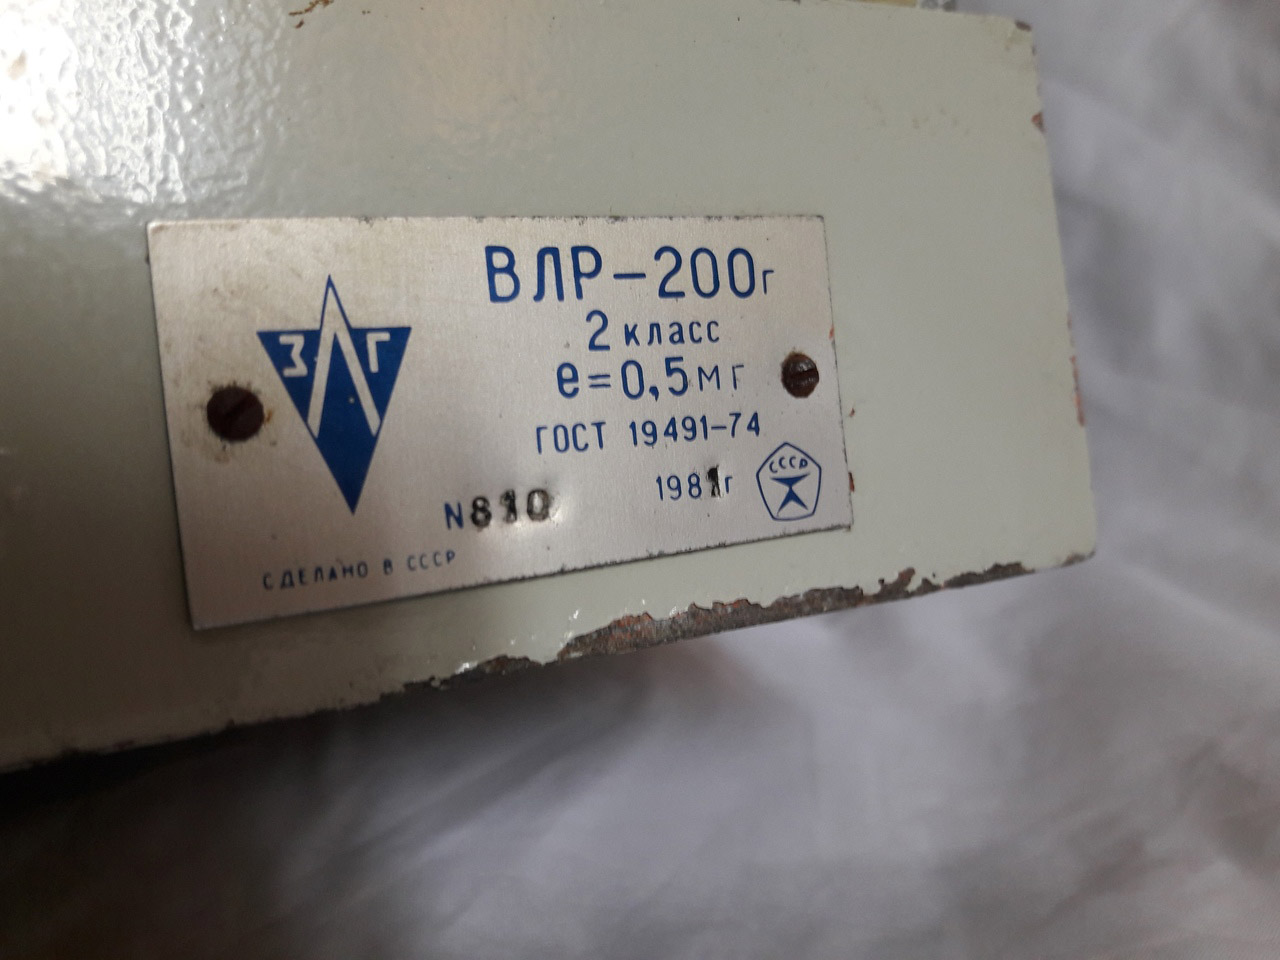 ВЛР-200г
2 класс
е=0,5мг
ГОСТ 19491-74
1981г
СССР
ЗЛГ
N810
СДЕЛАНО В СССР